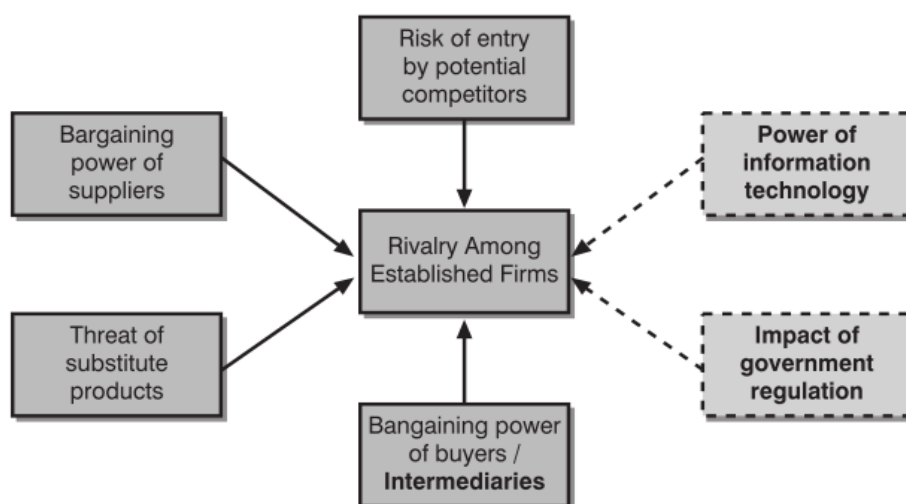 Risk of entry
by potential
competitors
Bargaining
power of
suppliers
Power of
information
technology
Rivalry Among
Established Firms
Threat of
substitute
products
Impact of
government
regulation
Bangaining power
of buyers /
Intermediaries